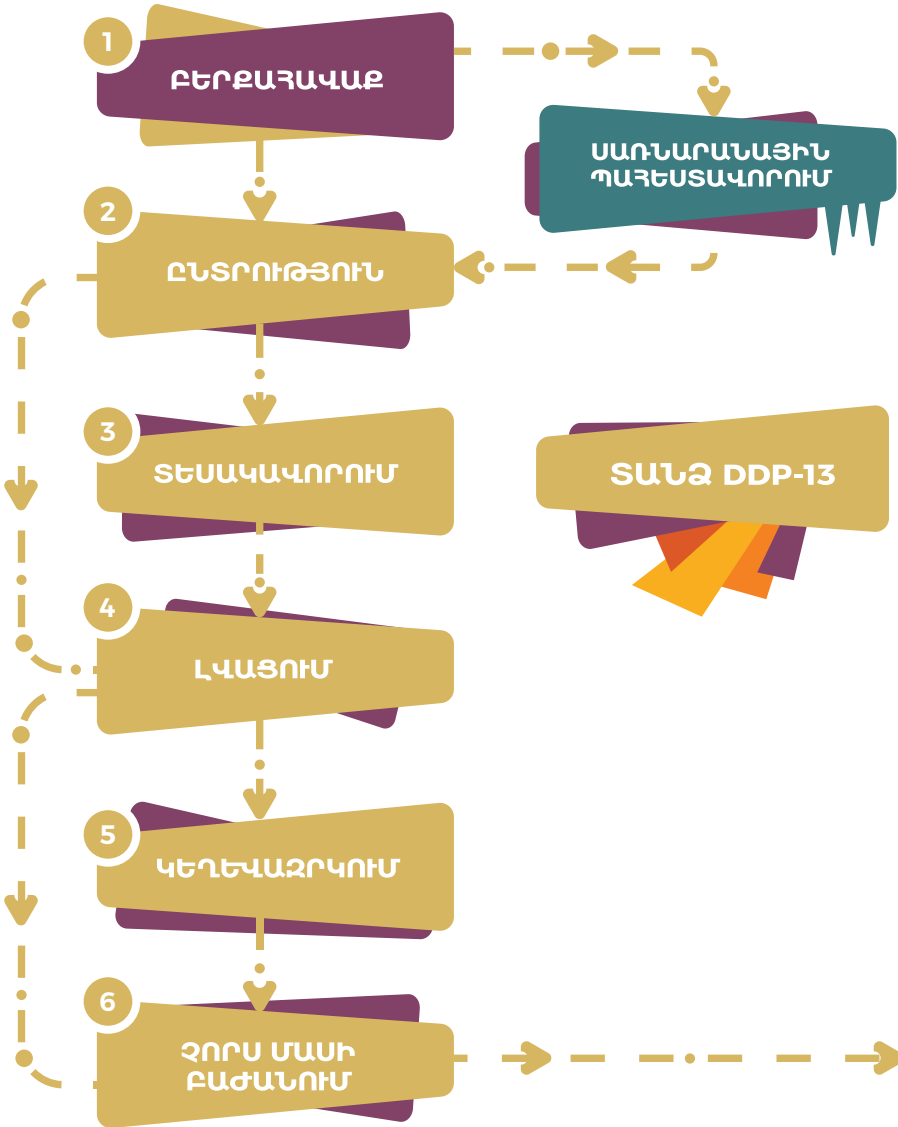 1
ԲԵՐՔԱՀԱՎԱՔ
ՍԱՌՆԱՐԱՆԱՅԻՆ
ՊԱՀԵՍՏԱՎՈՐՈՒՄ
2
ԸՆՏՐՈՒԹՅՈՒՆ
3
ՏԵՍԱԿԱՎՈՐՈՒՄ
ՏԱՆՁ DDP-13
4
ԼՎԱՑՈՒՄ
5
ԿԵՂԵՎԱԶՐԿՈՒՄ
6
ՉՈՐՍ ՄԱՍԻ
ԲԱԺԱՆՈՒՄ